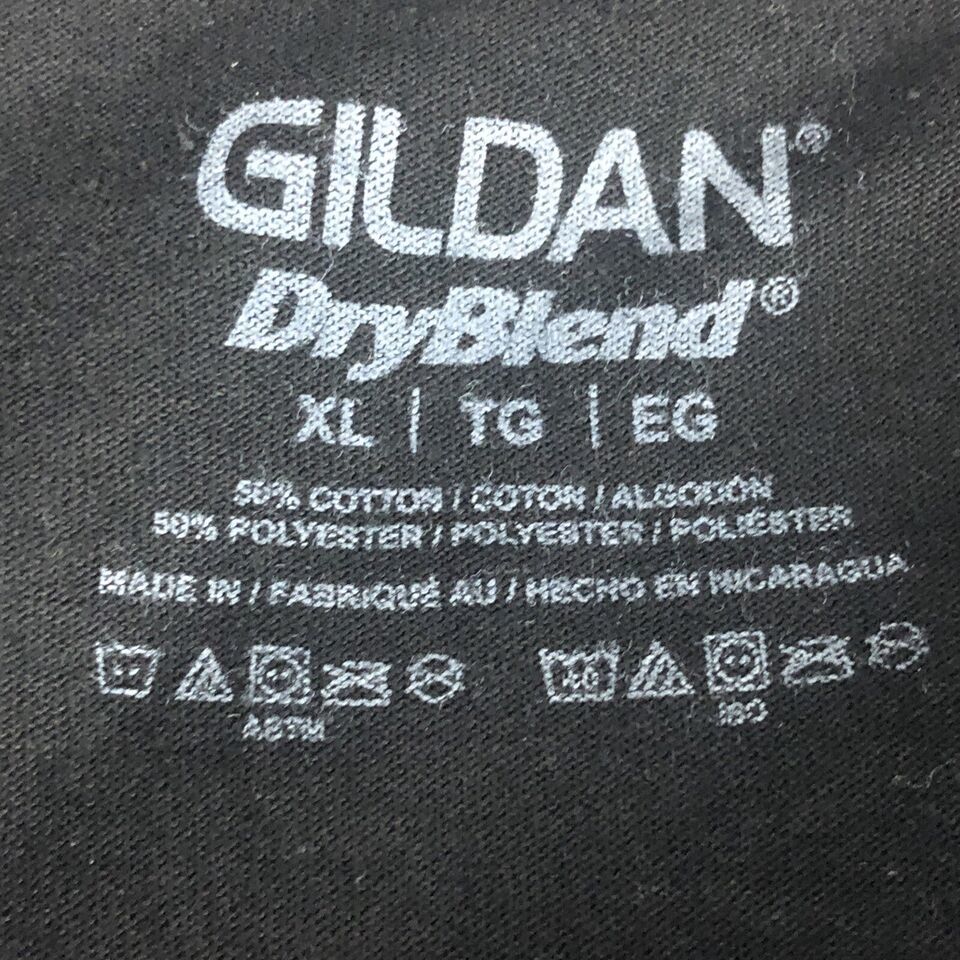 GILDAN®
DryBlend®
XL | TG | EG
50% COTTON / COTON / ALGODÓN
50% POLYESTER / POLYESTER / POLIÉSTER
MADE IN / FABRIQUÉ AU / HECHO EN NICARAGUA
40
ASTM ISO